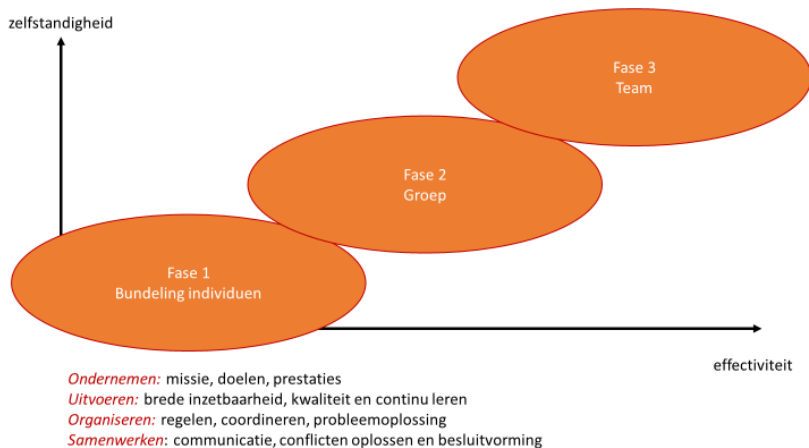 zelfstandigheid
Fase 3
Team
Fase 2
Groep
Fase 1
Bundeling individuen
effectiviteit
Ondernemen: missie, doelen, prestaties
Uitvoeren: brede inzetbaarheid, kwaliteit en continu leren
Organiseren: regelen, coordineren, probleemoplossing
Samenwerken: communicatie, conflicten oplossen en besluitvorming